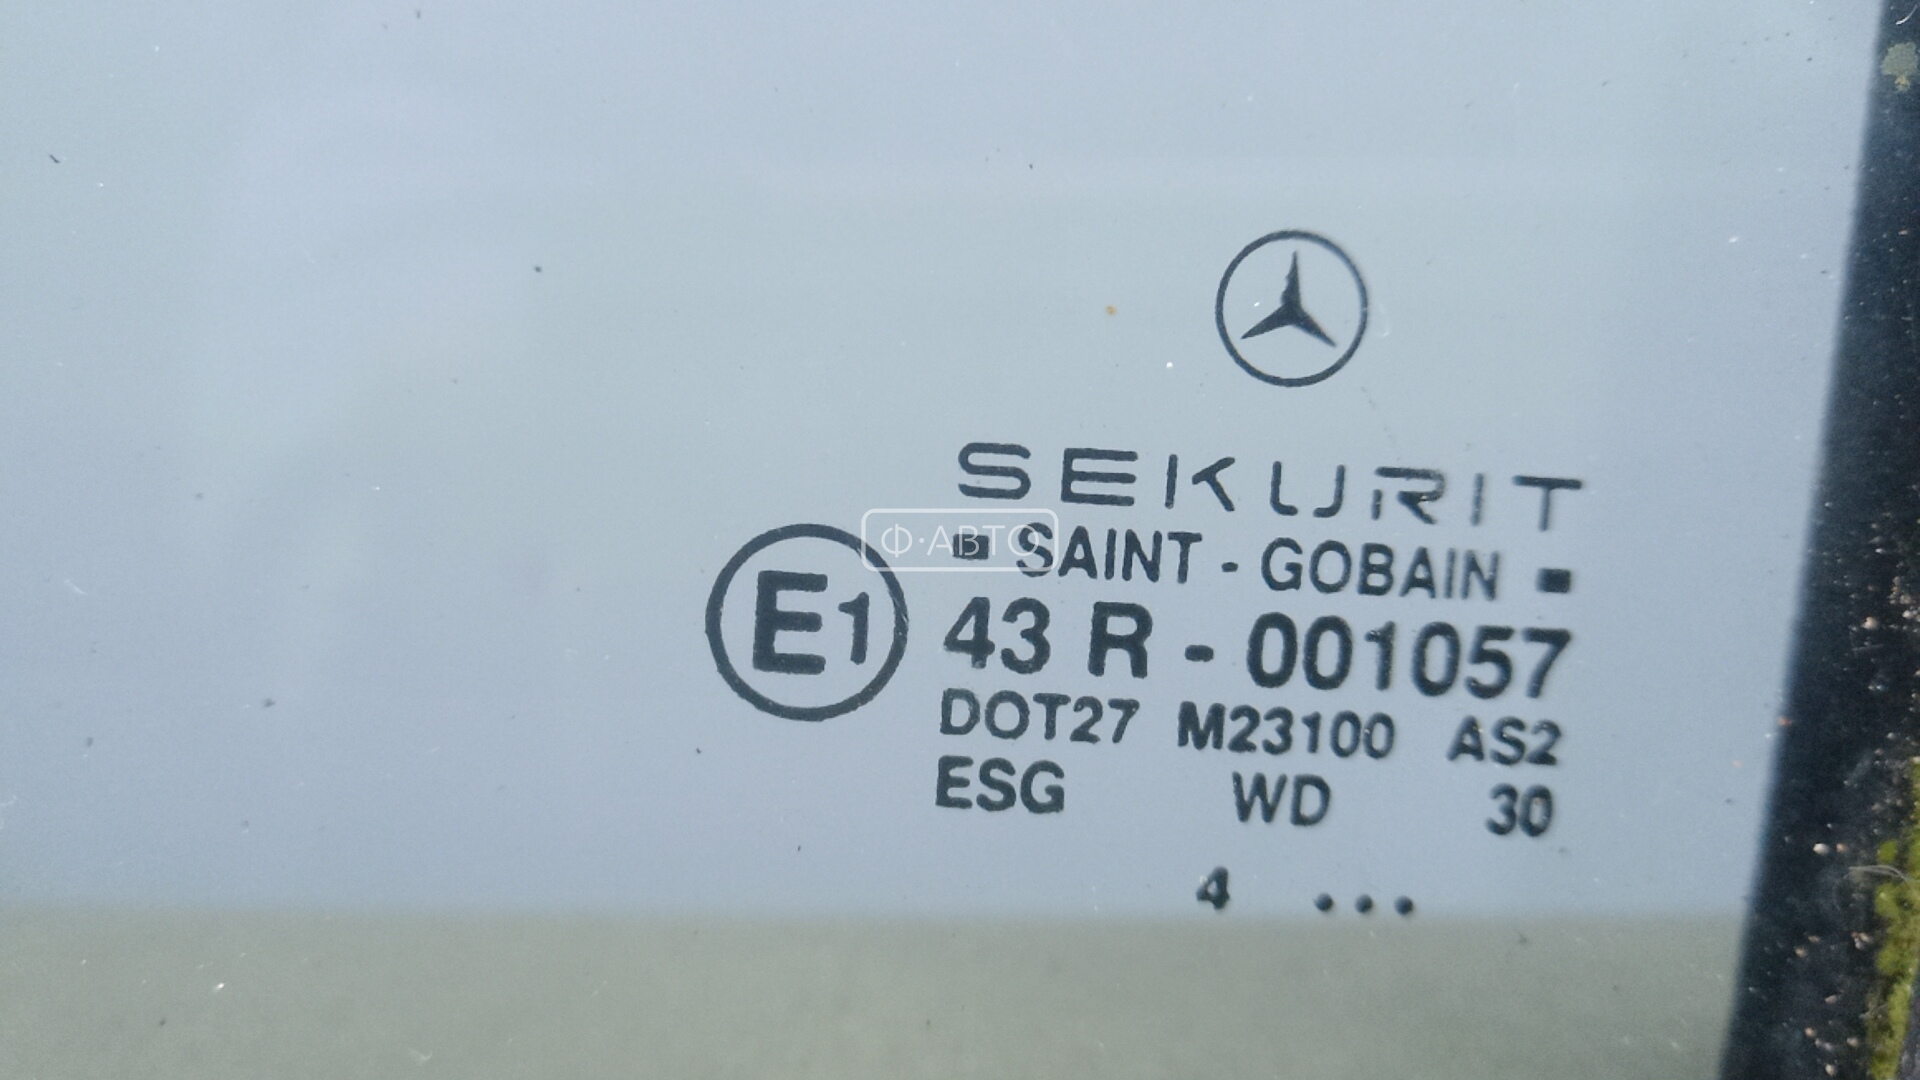 SEKURIT
Ф·АВТО
▪ SAINT - GOBAIN ▪
E1 43 R - 001057
DOT27 M23100 AS2
ESG WD 30
4 ...